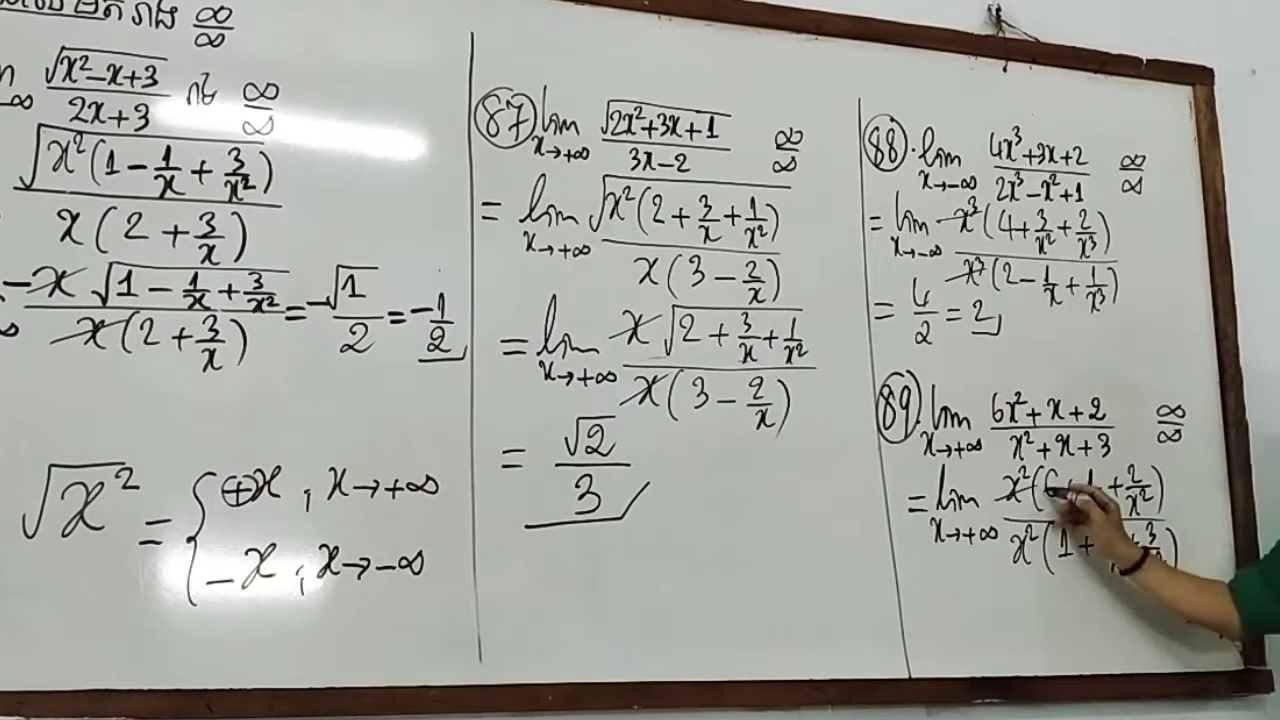 រាង ∞/∞
√(x²-x+3)/(2x+3) រាង ∞/∞
√(x²(1-1/x+3/x²))/(x(2+3/x))
-x√(1-1/x+3/x²)/(x(2+3/x)) = -√1/2 = -1/2
√x² = { +x , x→+∞
-x , x→-∞
87 lim x→+∞ √(2x²+3x+1)/(3x-2) ∞/∞
= lim x→+∞ √(x²(2+3/x+1/x²))/(x(3-2/x))
= lim x→+∞ x√(2+3/x+1/x²)/(x(3-2/x))
= √2/3
88. lim x→-∞ (4x³+3x+2)/(2x³-x²+1) ∞/∞
= lim x→-∞ x³(4+3/x²+2/x³)/(x³(2-1/x+1/x³))
= 4/2 = 2
89. lim x→+∞ (6x²+x+2)/(x²+x+3) ∞/∞
= lim x→+∞ x²( + 2/x²)/(x²(1+